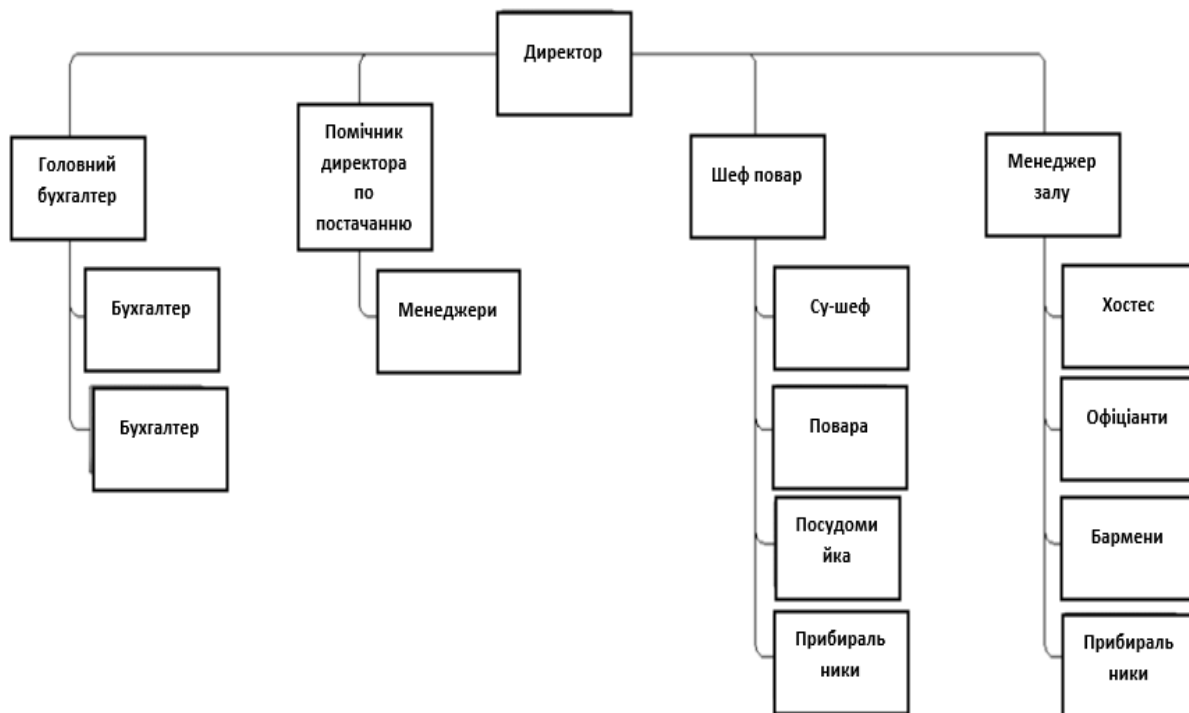 Директор
Головний
бухгалтер
Помічник
директора
по
постачанню
Шеф повар
Менеджер
залу
Бухгалтер
Менеджери
Су-шеф
Хостес
Бухгалтер
Повара
Офіціанти
Посудоми
йка
Бармени
Прибираль
ники
Прибираль
ники